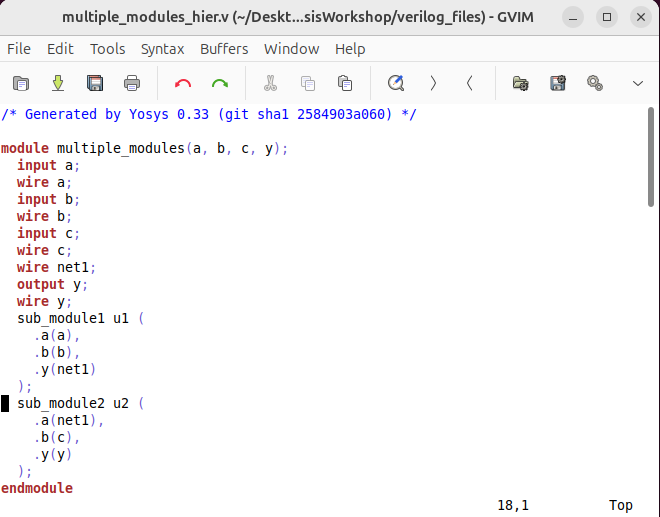 multiple_modules_hier.v (~/Deskt...sisWorkshop/verilog_files) - GVIM
File Edit Tools Syntax Buffers Window Help
/* Generated by Yosys 0.33 (git sha1 2584903a060) */
module multiple_modules(a, b, c, y);
  input a;
  wire a;
  input b;
  wire b;
  input c;
  wire c;
  wire net1;
  output y;
  wire y;
  sub_module1 u1 (
    .a(a),
    .b(b),
    .y(net1)
  );
  sub_module2 u2 (
    .a(net1),
    .b(c),
    .y(y)
  );
endmodule
18,1 Top